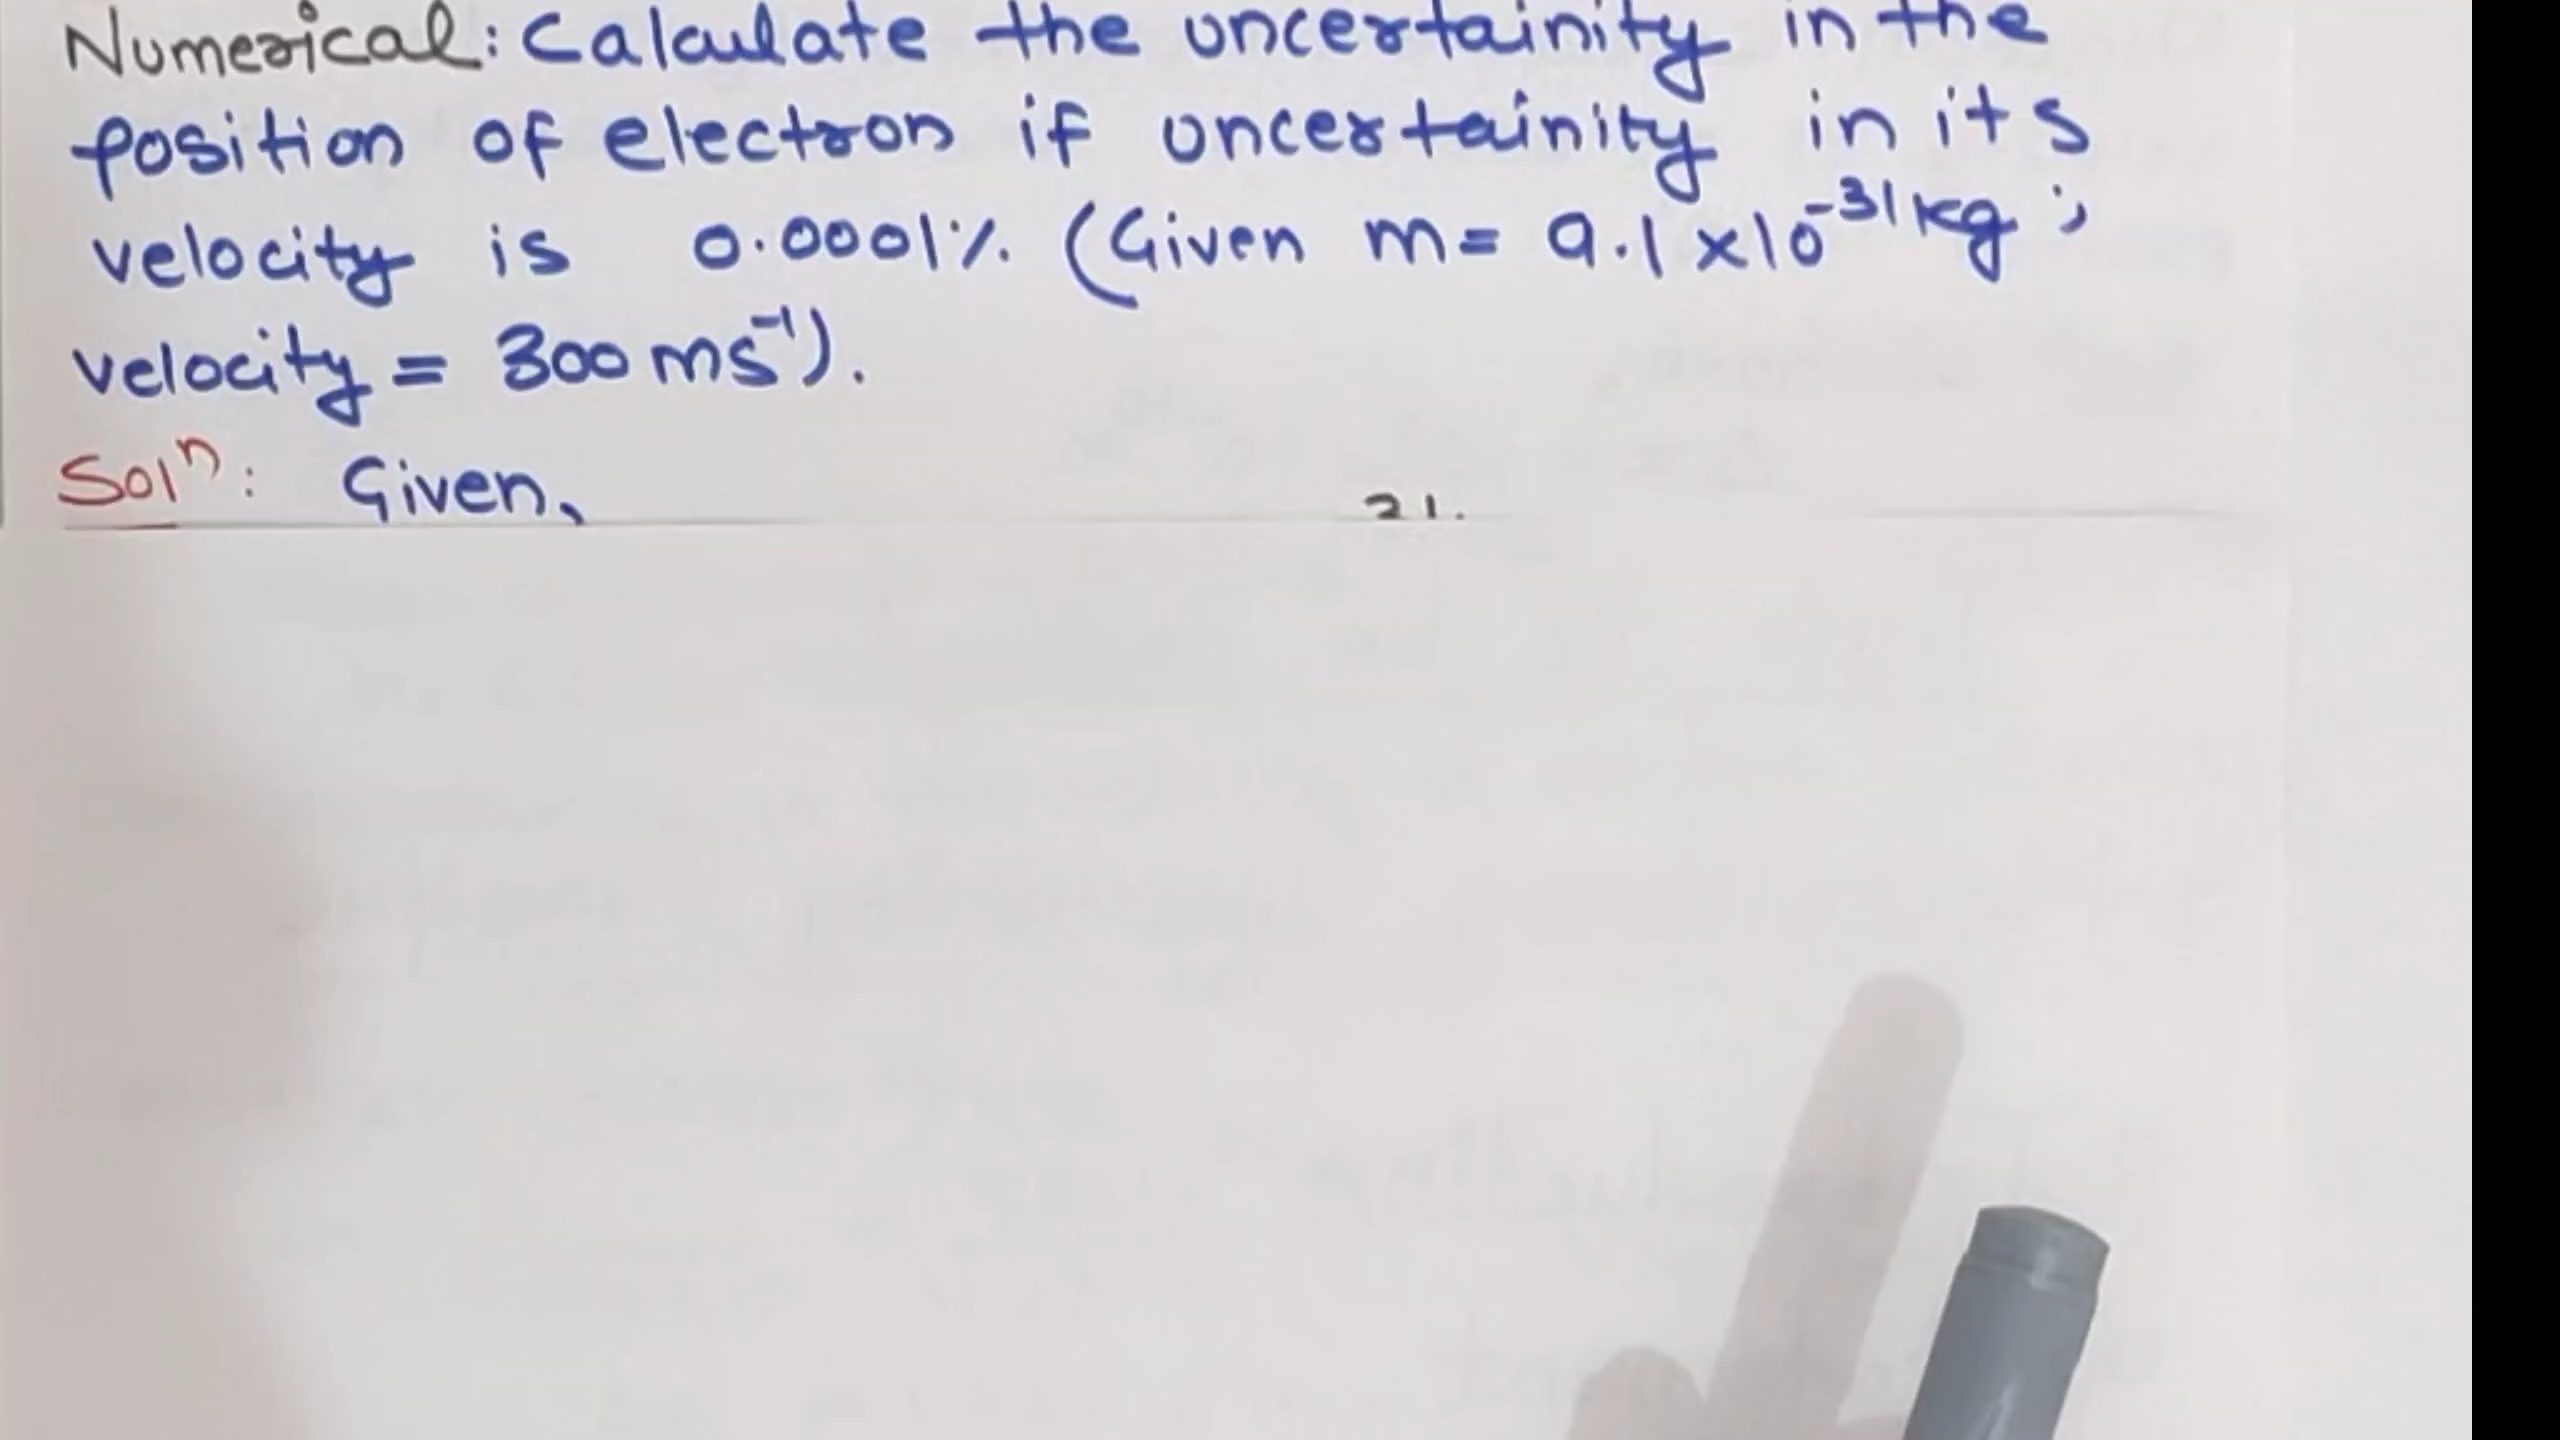 Numerical: Calculate the uncertainity in the
position of electron if uncertainity in its
velocity is 0.0001% (Given m= 9.1 x10⁻³¹kg ;
velocity = 300 ms⁻¹).
Solⁿ: Given,